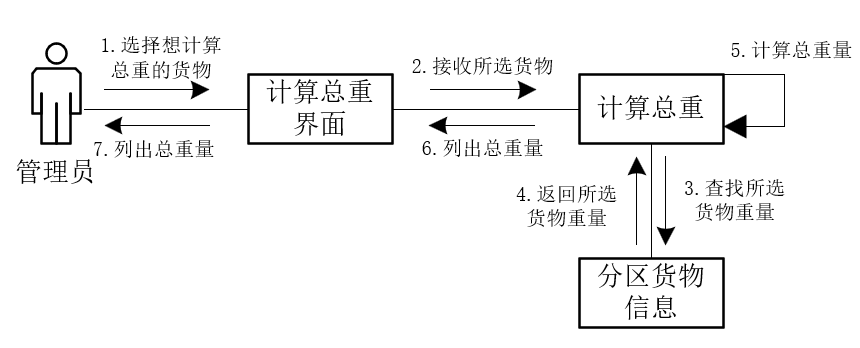 1.选择想计算
总重的货物
7.列出总重量
管理员
计算总重
界面
2.接收所选货物
6.列出总重量
计算总重
5.计算总重量
4.返回所选
货物重量
3.查找所选
货物重量
分区货物
信息